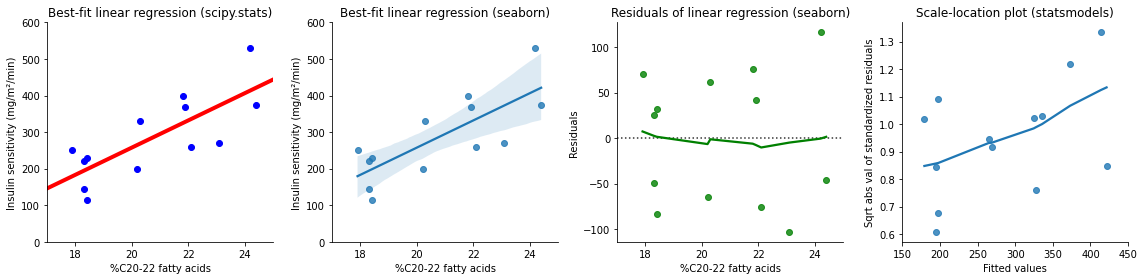 Best-fit linear regression (scipy.stats)
600
500
400
300
200
100
0
Insulin sensitivity (mg/m²/min)
18 20 22 24
%C20-22 fatty acids
Best-fit linear regression (seaborn)
600
500
400
300
200
100
0
Insulin sensitivity (mg/m²/min)
18 20 22 24
%C20-22 fatty acids
Residuals of linear regression (seaborn)
100
50
0
−50
−100
Residuals
18 20 22 24
%C20-22 fatty acids
Scale-location plot (statsmodels)
1.3
1.2
1.1
1.0
0.9
0.8
0.7
0.6
Sqrt abs val of standardized residuals
150 200 250 300 350 400 450
Fitted values